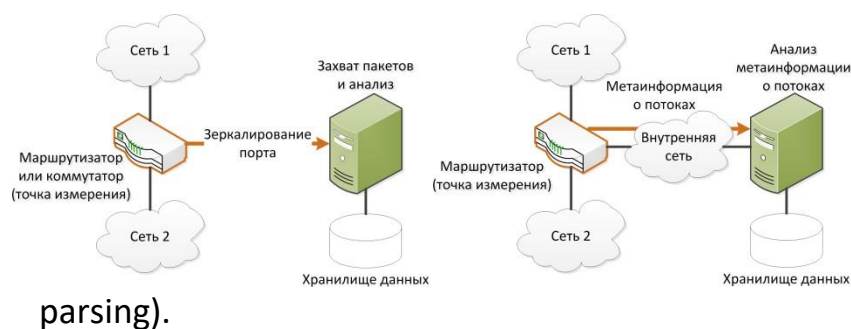 Сеть 1
Захват пакетов
и анализ
Зеркалирование
порта
Маршрутизатор
или коммутатор
(точка измерения)
Сеть 2
Хранилище данных
Сеть 1
Анализ
метаинформации
о потоках
Метаинформация
о потоках
Внутренняя
сеть
Маршрутизатор
(точка измерения)
Сеть 2
Хранилище данных
parsing).